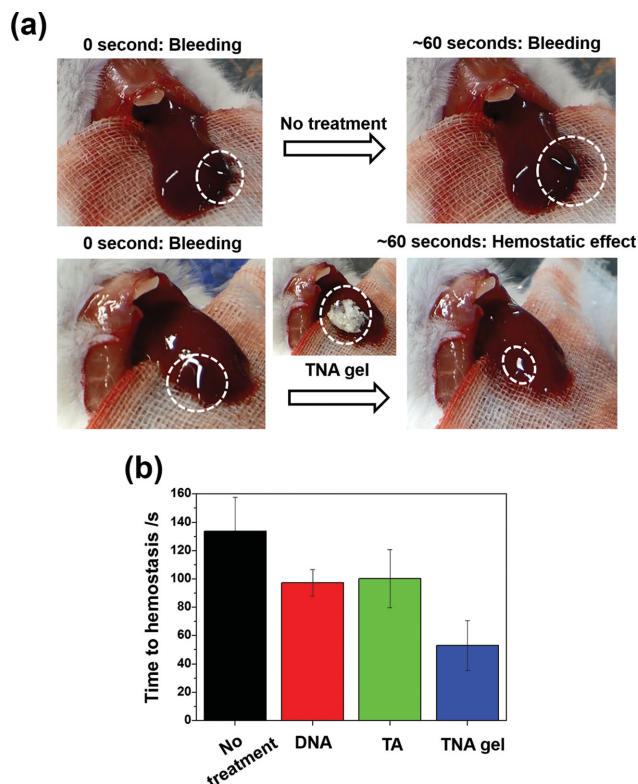 (a)
0 second: Bleeding
~60 seconds: Bleeding
No treatment
0 second: Bleeding
~60 seconds: Hemostatic effect
TNA gel
(b)
Time to hemostasis /s
160
140
120
100
80
60
40
20
0
No
treatment
DNA
TA
TNA gel